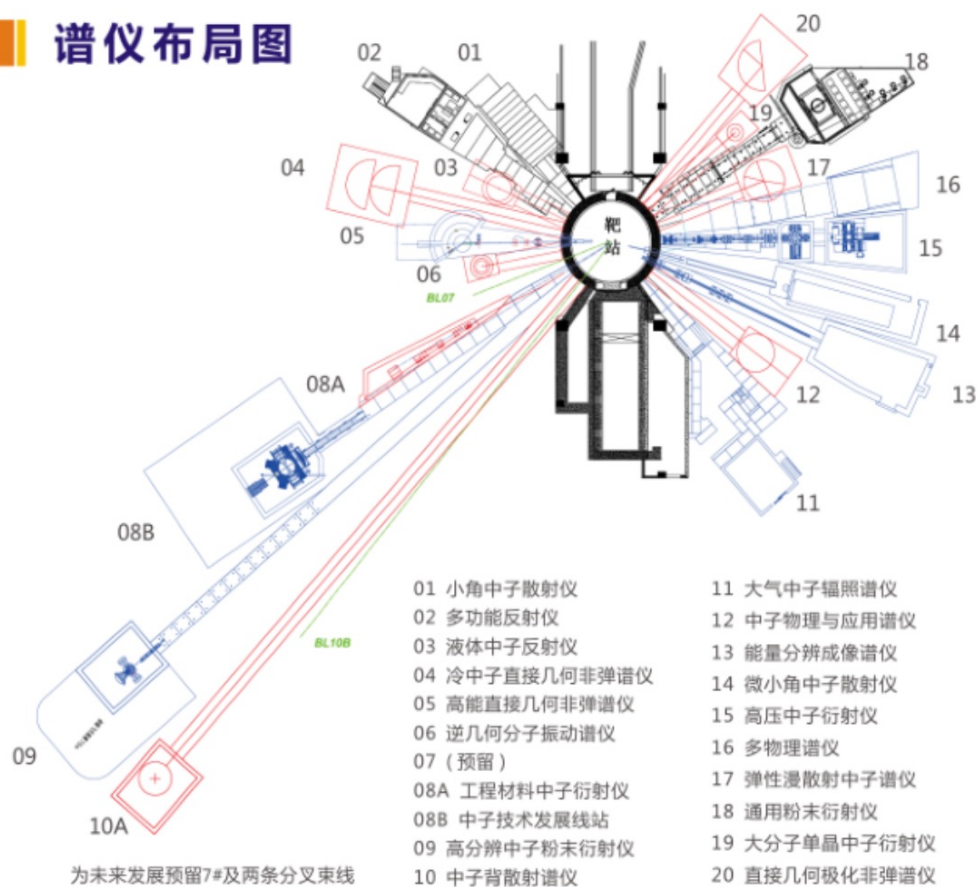 谱仪布局图
02
01
20
18
19
04
03
17
16
靶站
05
15
06
BL07
14
08A
12
13
11
08B
BL10B
09
10A
01 小角中子散射仪
02 多功能反射仪
03 液体中子反射仪
04 冷中子直接几何非弹谱仪
05 高能直接几何非弹谱仪
06 逆几何分子振动谱仪
07 (预留)
08A 工程材料中子衍射仪
08B 中子技术发展线站
09 高分辨中子粉末衍射仪
10 中子背散射谱仪
11 大气中子辐照谱仪
12 中子物理与应用谱仪
13 能量分辨成像谱仪
14 微小角中子散射仪
15 高压中子衍射仪
16 多物理谱仪
17 弹性漫散射中子谱仪
18 通用粉末衍射仪
19 大分子单晶中子衍射仪
20 直接几何极化非弹谱仪
为未来发展预留7#及两条分叉束线